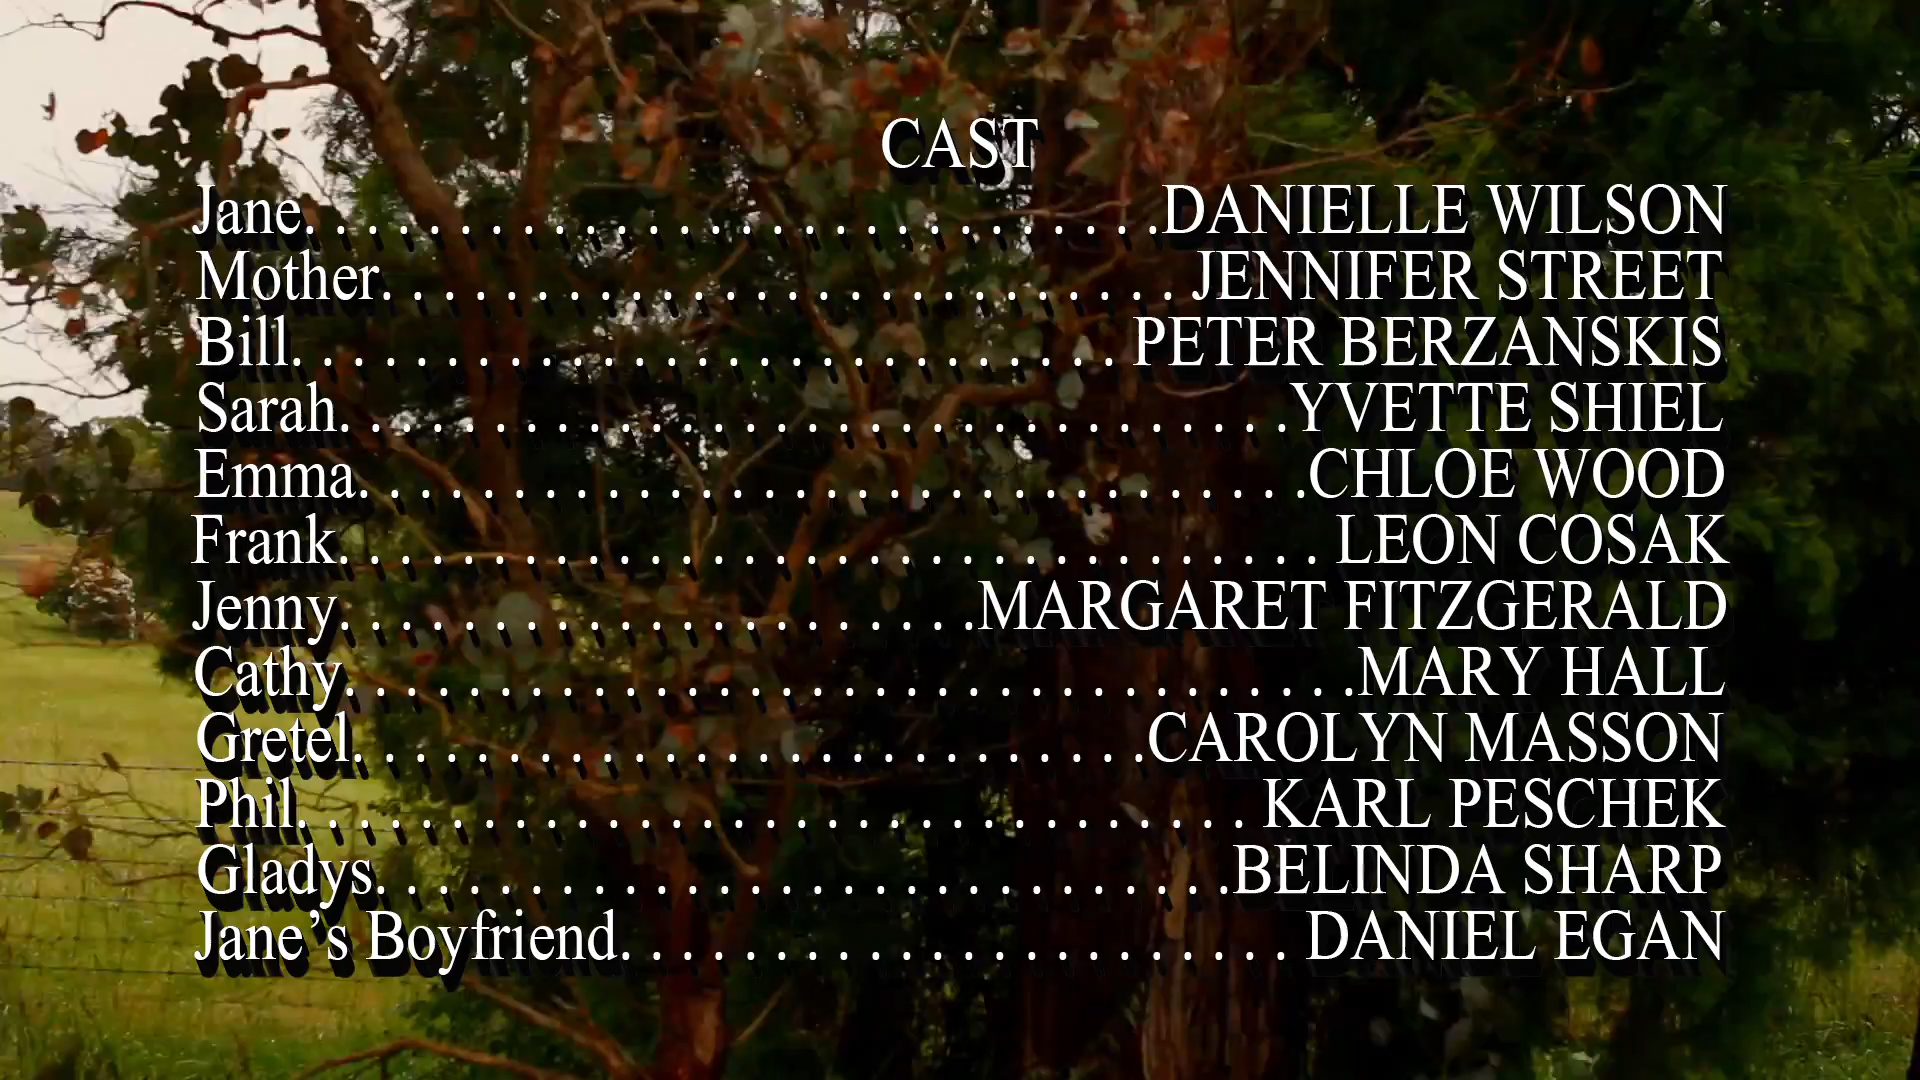 CAST
Jane. . . . . . . . . . . . . . . . . . . . . . . . . . . .DANIELLE WILSON
Mother. . . . . . . . . . . . . . . . . . . . . . . . . . JENNIFER STREET
Bill. . . . . . . . . . . . . . . . . . . . . . . . . . . PETER BERZANSKIS
Sarah. . . . . . . . . . . . . . . . . . . . . . . . . . . . . . .YVETTE SHIEL
Emma. . . . . . . . . . . . . . . . . . . . . . . . . . . . . . .CHLOE WOOD
Frank. . . . . . . . . . . . . . . . . . . . . . . . . . . . . . . . LEON COSAK
Jenny. . . . . . . . . . . . . . . . . . . . .MARGARET FITZGERALD
Cathy. . . . . . . . . . . . . . . . . . . . . . . . . . . . . . . . .MARY HALL
Gretel. . . . . . . . . . . . . . . . . . . . . . . . . .CAROLYN MASSON
Phil. . . . . . . . . . . . . . . . . . . . . . . . . . . . . . . KARL PESCHEK
Gladys. . . . . . . . . . . . . . . . . . . . . . . . . . . .BELINDA SHARP
Jane’s Boyfriend. . . . . . . . . . . . . . . . . . . . . . DANIEL EGAN